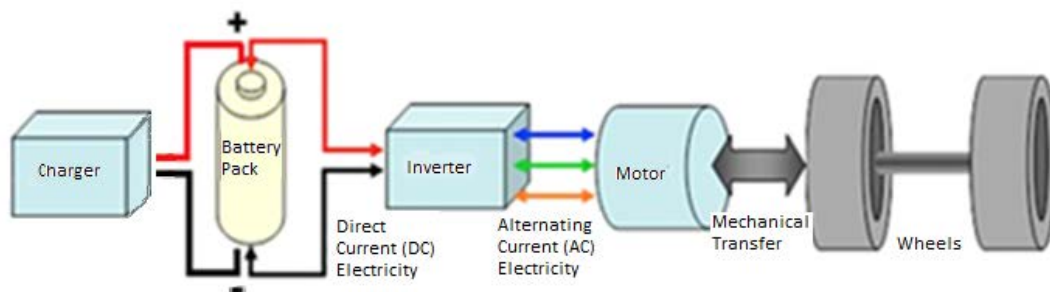 +
Charger
Battery
Pack
Inverter
Motor
Direct
Current (DC)
Electricity
Alternating
Current (AC)
Electricity
Mechanical
Transfer
Wheels
-